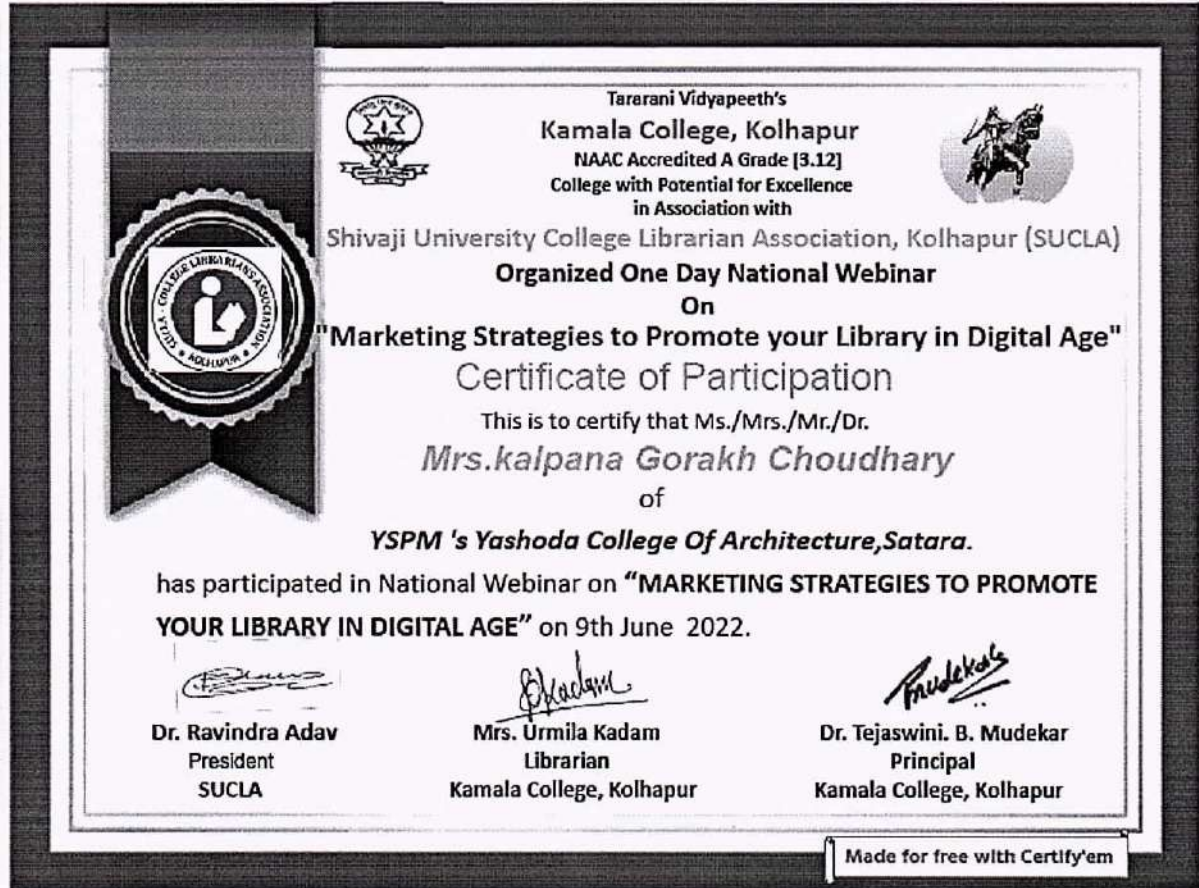 Tararani Vidyapeeth's
Kamala College, Kolhapur
NAAC Accredited A Grade [3.12]
College with Potential for Excellence
in Association with
Shivaji University College Librarian Association, Kolhapur (SUCLA)
Organized One Day National Webinar
On
"Marketing Strategies to Promote your Library in Digital Age"
Certificate of Participation
This is to certify that Ms./Mrs./Mr./Dr.
Mrs.kalpana Gorakh Choudhary
of
YSPM 's Yashoda College Of Architecture,Satara.
has participated in National Webinar on “MARKETING STRATEGIES TO PROMOTE
YOUR LIBRARY IN DIGITAL AGE” on 9th June 2022.
SUCLA - COLLEGE LIBRARIAN'S ASSOCIATION
KOLHAPUR
Dr. Ravindra Adav
President
SUCLA
Mrs. Urmila Kadam
Librarian
Kamala College, Kolhapur
Dr. Tejaswini. B. Mudekar
Principal
Kamala College, Kolhapur
Made for free with Certify'em